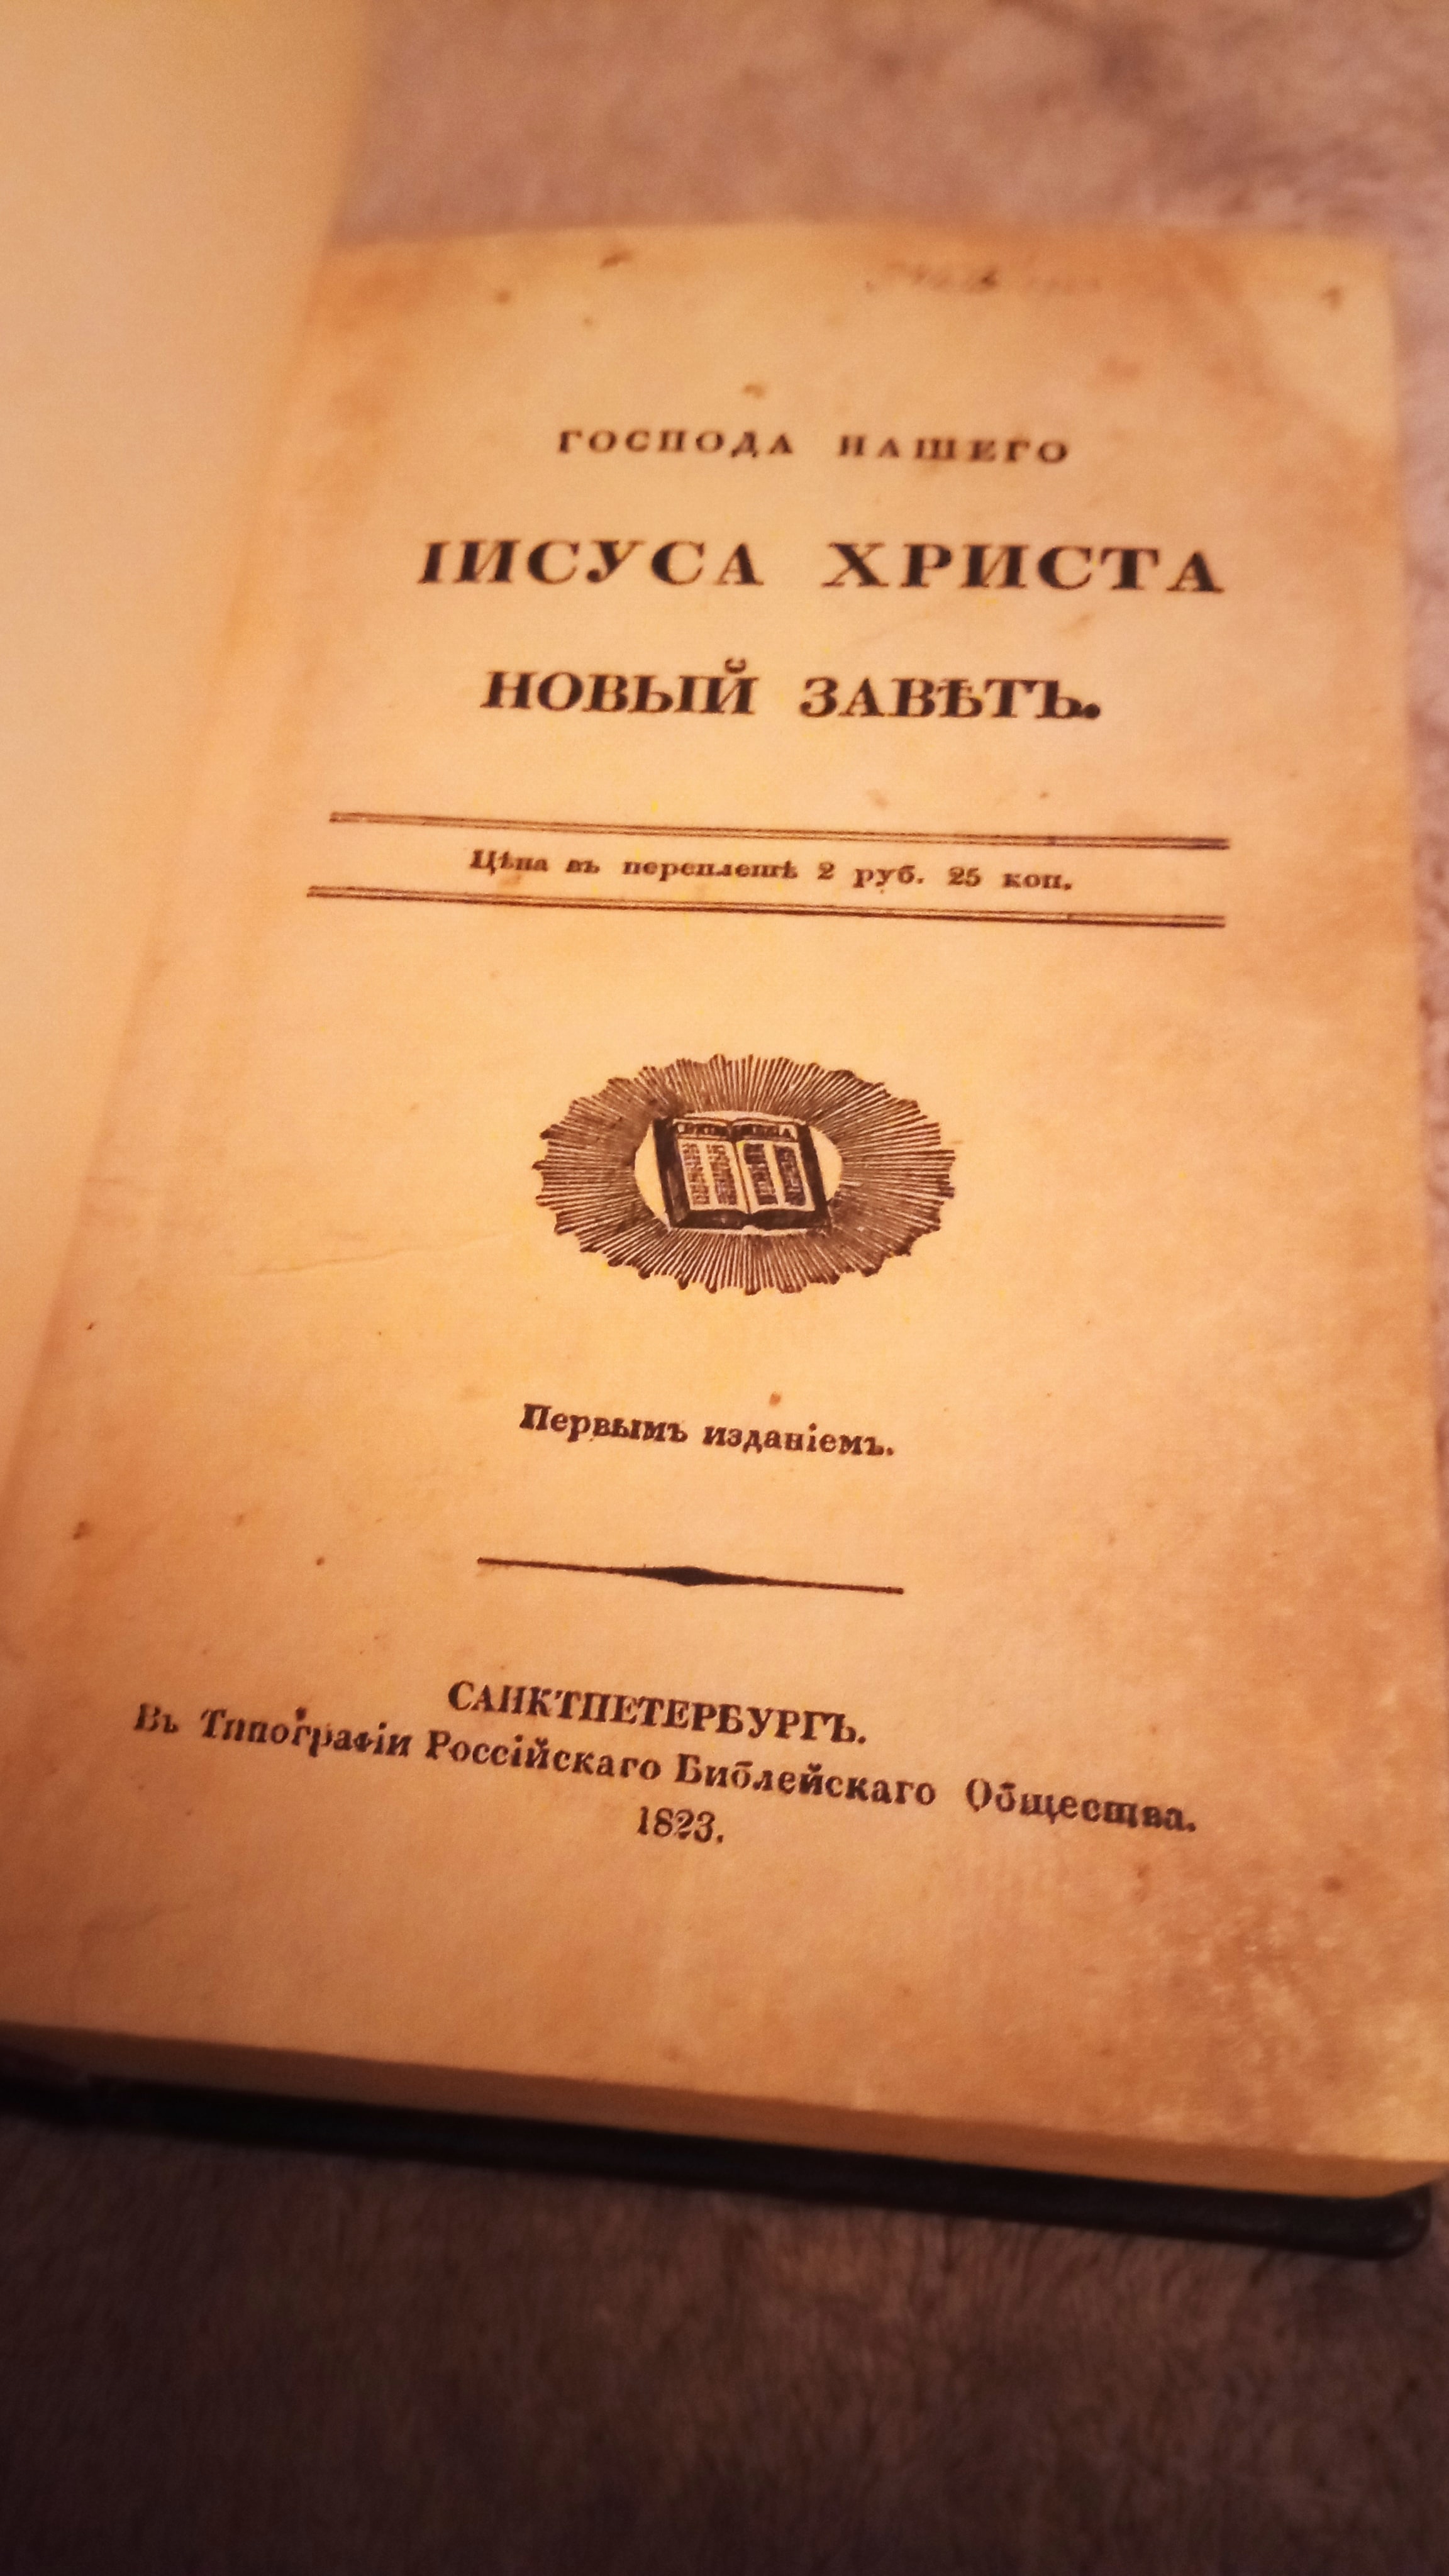 ГОСПОДА НАШЕГО
ІИСУСА ХРИСТА
НОВЫЙ ЗАВѢТЪ.
Цѣна въ переплетѣ 2 руб. 25 коп.
Первымъ изданіемъ.
САНКТПЕТЕРБУРГЪ.
Въ Типографіи Россійскаго Библейскаго Общества.
1823.